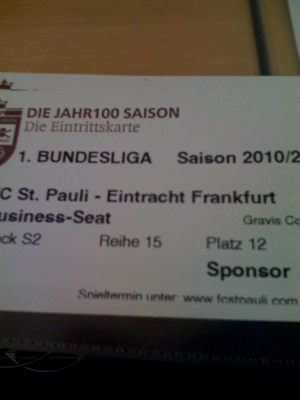 DIE JAHR100 SAISON
Die Eintrittskarte
1. BUNDESLIGA Saison 2010/2
C St. Pauli - Eintracht Frankfurt
usiness-Seat
Gravis Co
ck S2 Reihe 15 Platz 12
Sponsor
Spieltermin unter: www.fcstpauli.com